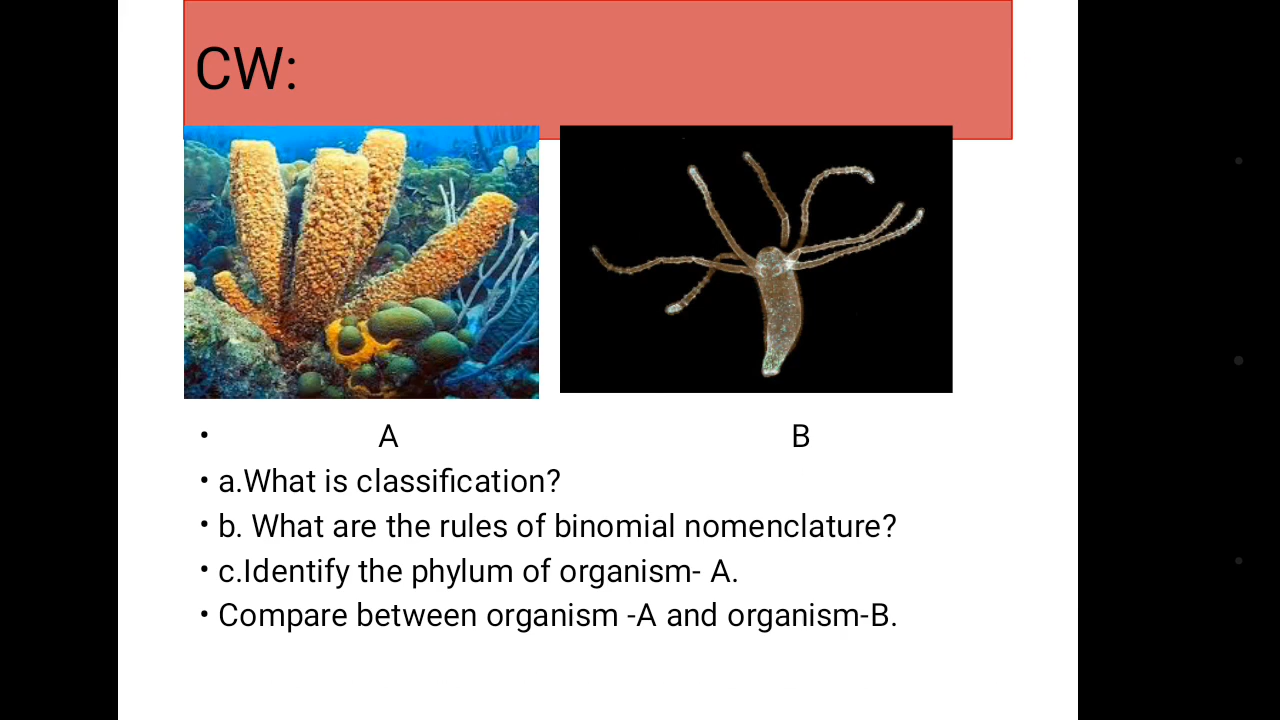 CW:
• A B
• a.What is classification?
• b. What are the rules of binomial nomenclature?
• c.Identify the phylum of organism- A.
• Compare between organism -A and organism-B.